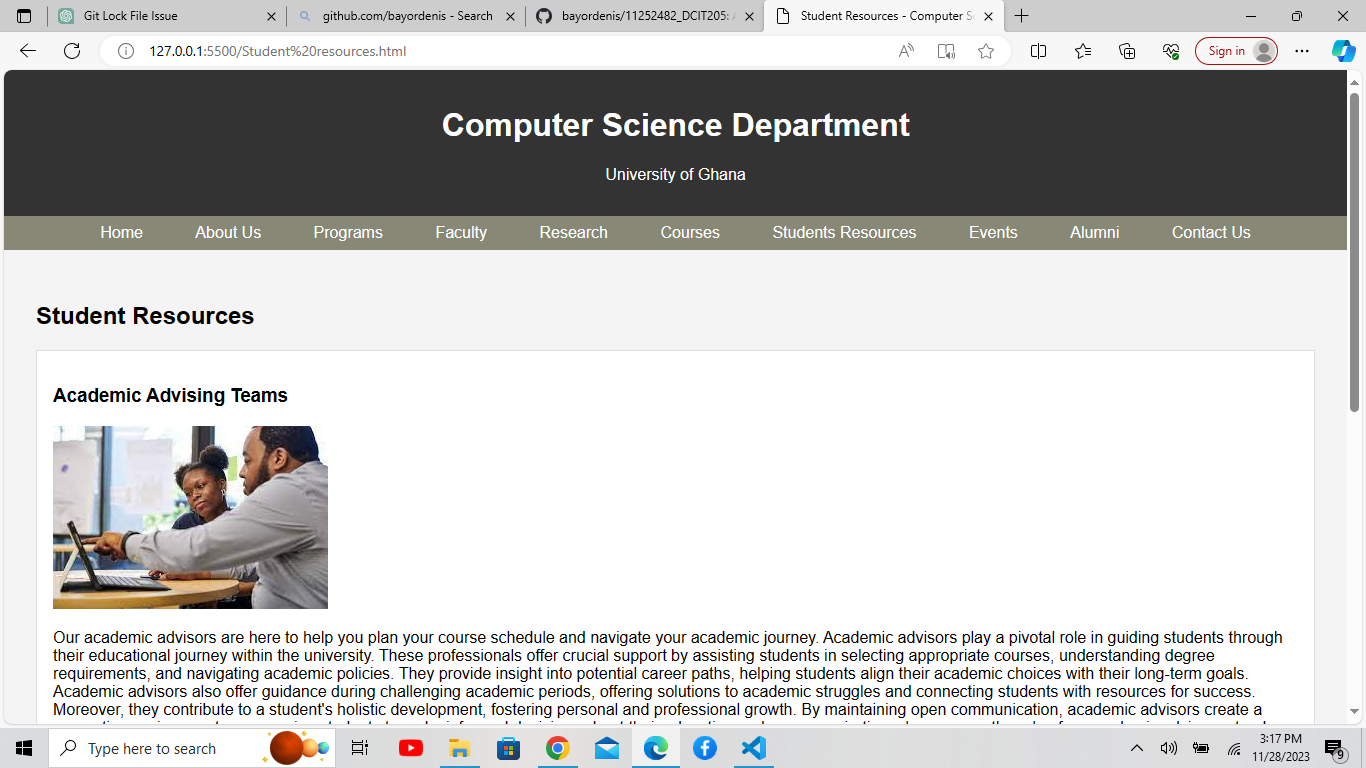 Git Lock File Issue
github.com/bayordenis - Search
bayordenis/11252482_DCIT205: A
Student Resources - Computer Sc
127.0.0.1:5500/Student%20resources.html
Sign in
Computer Science Department
University of Ghana
Home About Us Programs Faculty Research Courses Students Resources Events Alumni Contact Us
Student Resources
Academic Advising Teams
Our academic advisors are here to help you plan your course schedule and navigate your academic journey. Academic advisors play a pivotal role in guiding students through
their educational journey within the university. These professionals offer crucial support by assisting students in selecting appropriate courses, understanding degree
requirements, and navigating academic policies. They provide insight into potential career paths, helping students align their academic choices with their long-term goals.
Academic advisors also offer guidance during challenging academic periods, offering solutions to academic struggles and connecting students with resources for success.
Moreover, they contribute to a student's holistic development, fostering personal and professional growth. By maintaining open communication, academic advisors create a
Type here to search
3:17 PM
11/28/2023
9